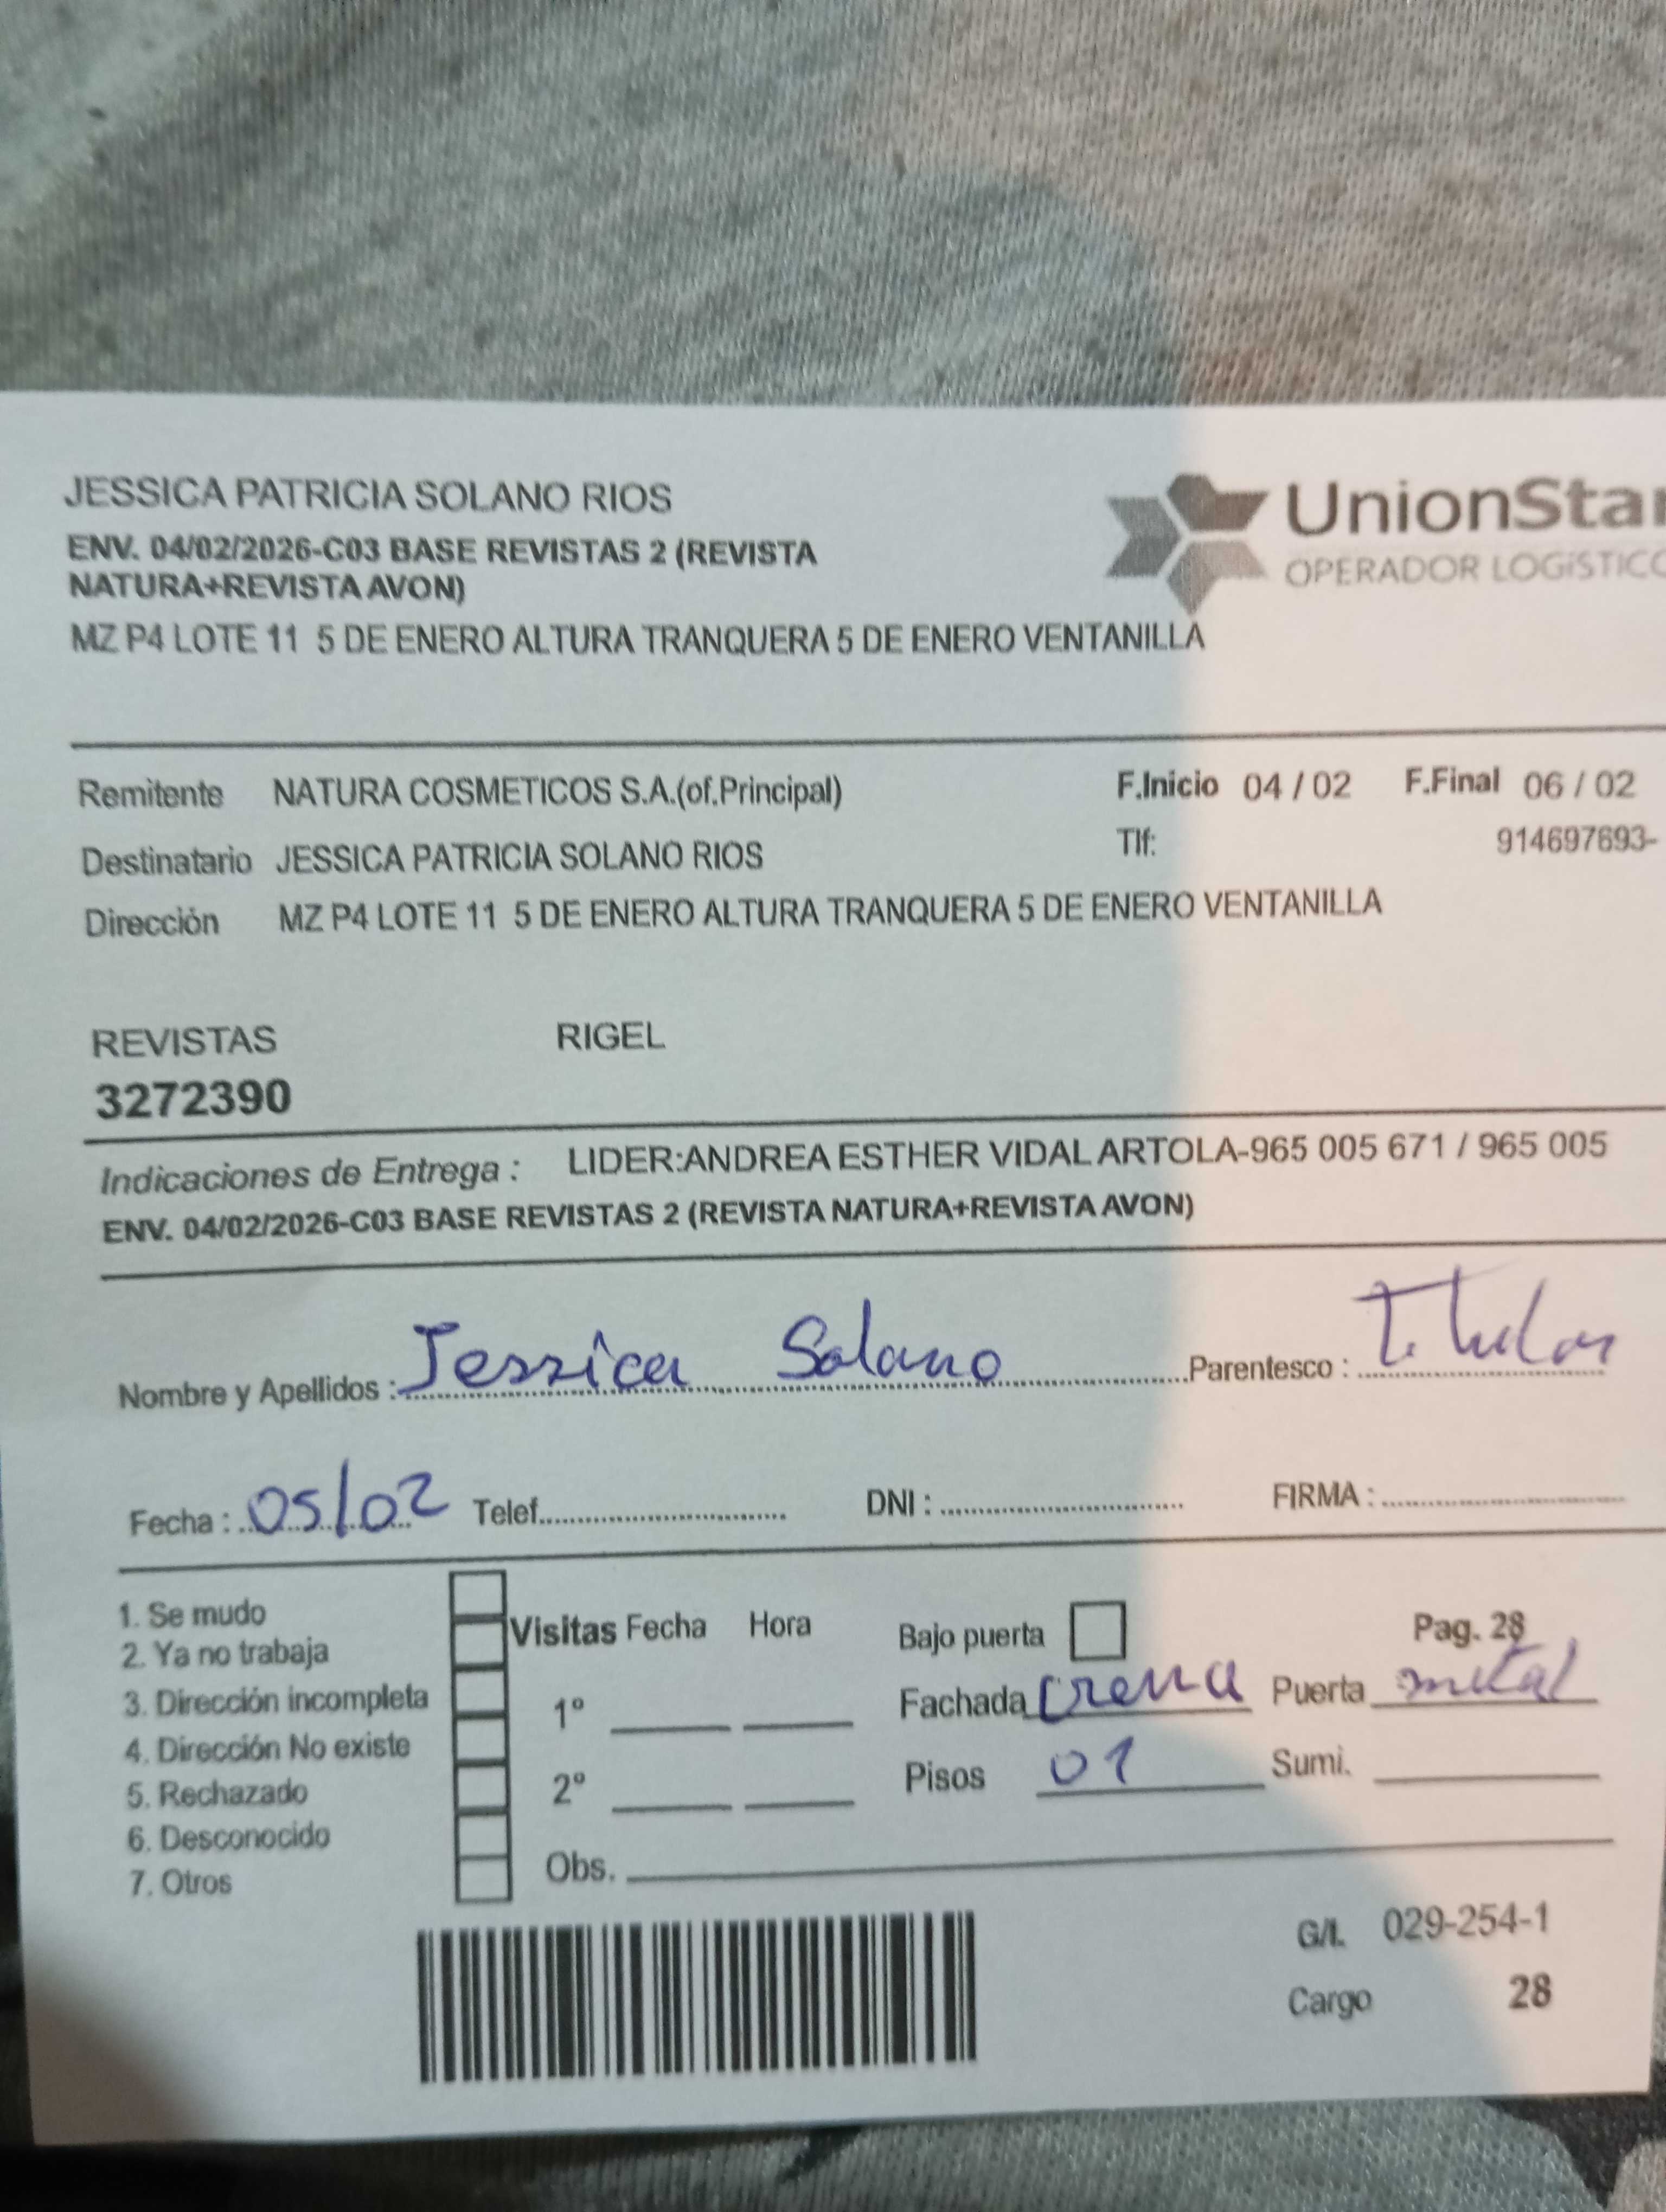 JESSICA PATRICIA SOLANO RIOS
ENV. 04/02/2026-C03 BASE REVISTAS 2 (REVISTA
NATURA+REVISTA AVON)
MZ P4 LOTE 11 5 DE ENERO ALTURA TRANQUERA 5 DE ENERO VENTANILLA
UnionStar
OPERADOR LOGíSTICO
Remitente NATURA COSMETICOS S.A.(of.Principal) F.Inicio 04 / 02 F.Final 06 / 02
Destinatario JESSICA PATRICIA SOLANO RIOS Tlf: 914697693-
Dirección MZ P4 LOTE 11 5 DE ENERO ALTURA TRANQUERA 5 DE ENERO VENTANILLA
REVISTAS RIGEL
3272390
Indicaciones de Entrega : LIDER:ANDREA ESTHER VIDAL ARTOLA-965 005 671 / 965 005
ENV. 04/02/2026-C03 BASE REVISTAS 2 (REVISTA NATURA+REVISTA AVON)
Nombre y Apellidos : Jessica Solano Parentesco : Titular
Fecha : 05/02 Telef. DNI : FIRMA :
1. Se mudo
2. Ya no trabaja
3. Dirección incompleta
4. Dirección No existe
5. Rechazado
6. Desconocido
7. Otros
Visitas Fecha Hora
1º
2º
Obs.
Bajo puerta Pag. 28
Fachada crema Puerta metal
Pisos 01 Sumi.
G/I. 029-254-1
Cargo 28